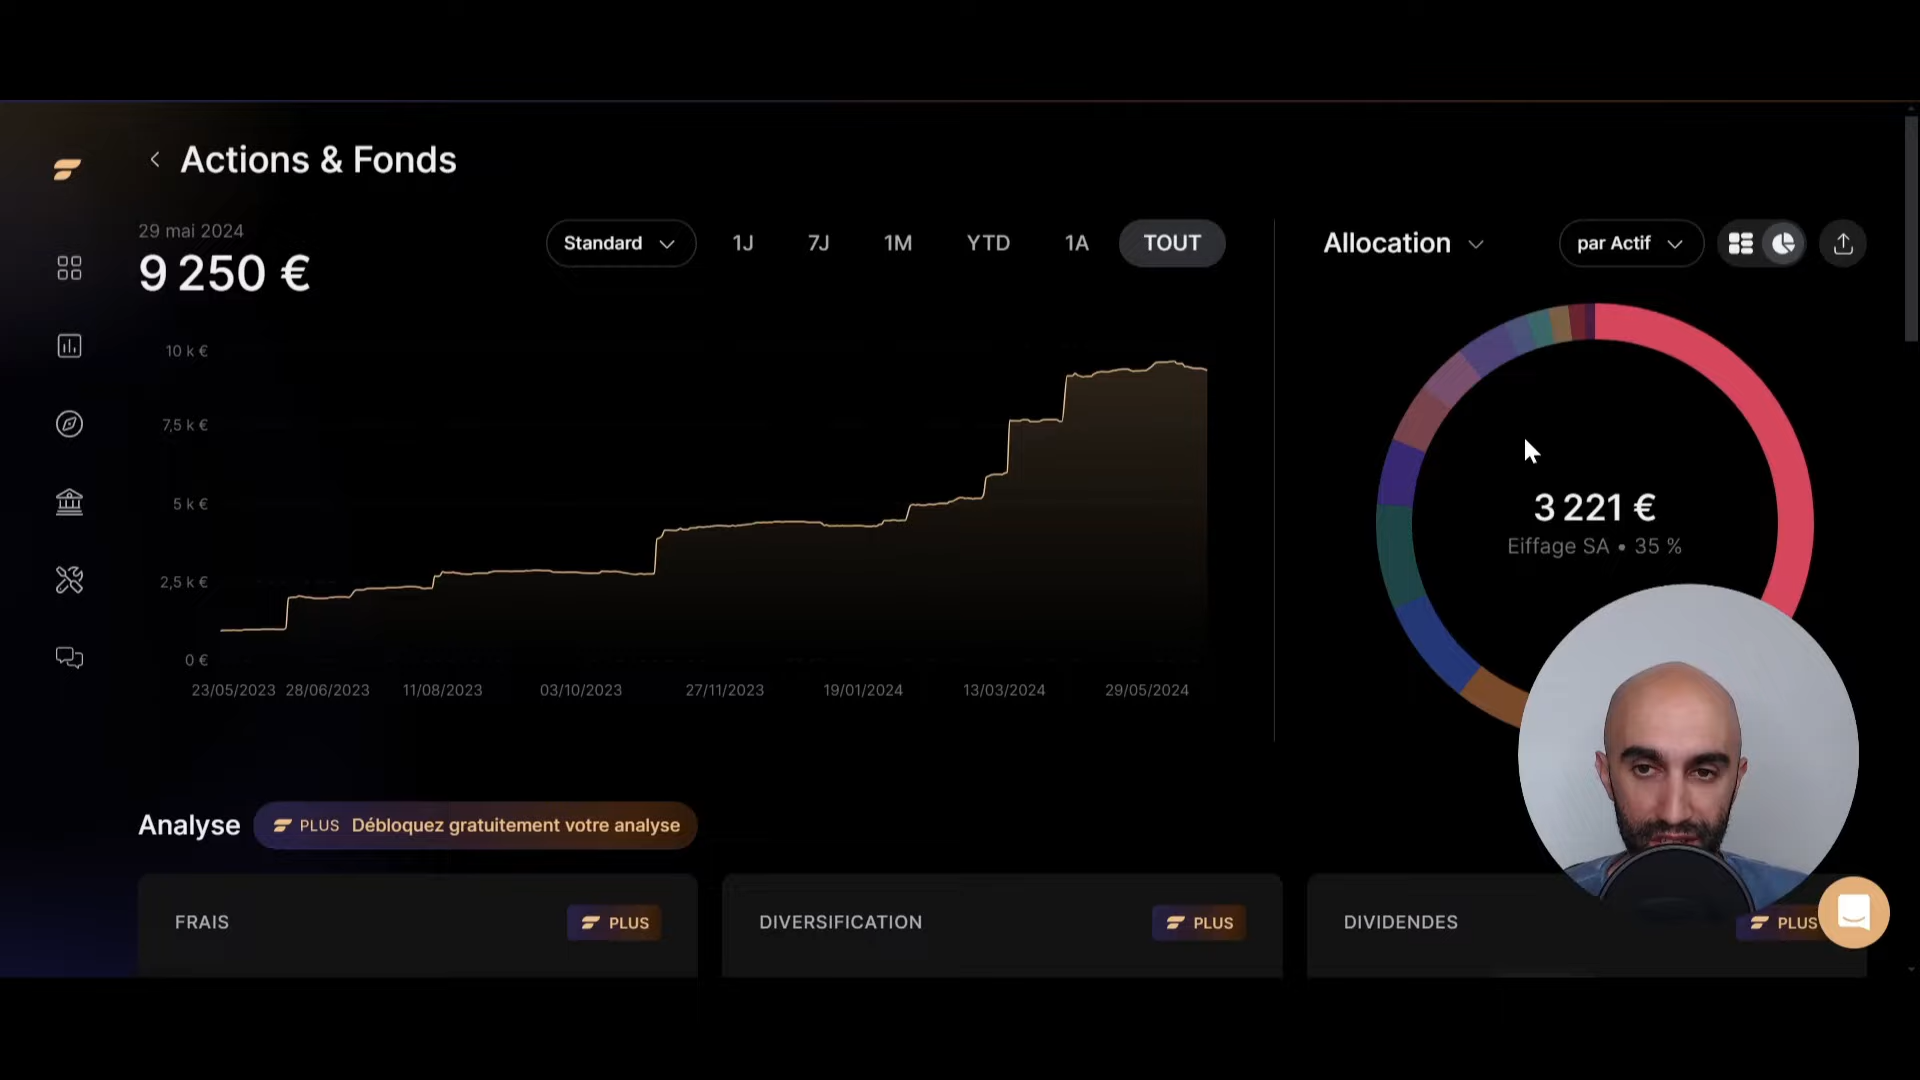 Actions & Fonds
29 mai 2024
9 250 €
Standard
1J
7J
1M
YTD
1A
TOUT
Allocation
par Actif
10 k €
7,5 k €
5 k €
2,5 k €
0 €
23/05/2023
28/06/2023
11/08/2023
03/10/2023
27/11/2023
19/01/2024
13/03/2024
29/05/2024
3 221 €
Eiffage SA • 35 %
Analyse
PLUS Débloquez gratuitement votre analyse
FRAIS
PLUS
DIVERSIFICATION
PLUS
DIVIDENDES
PLUS